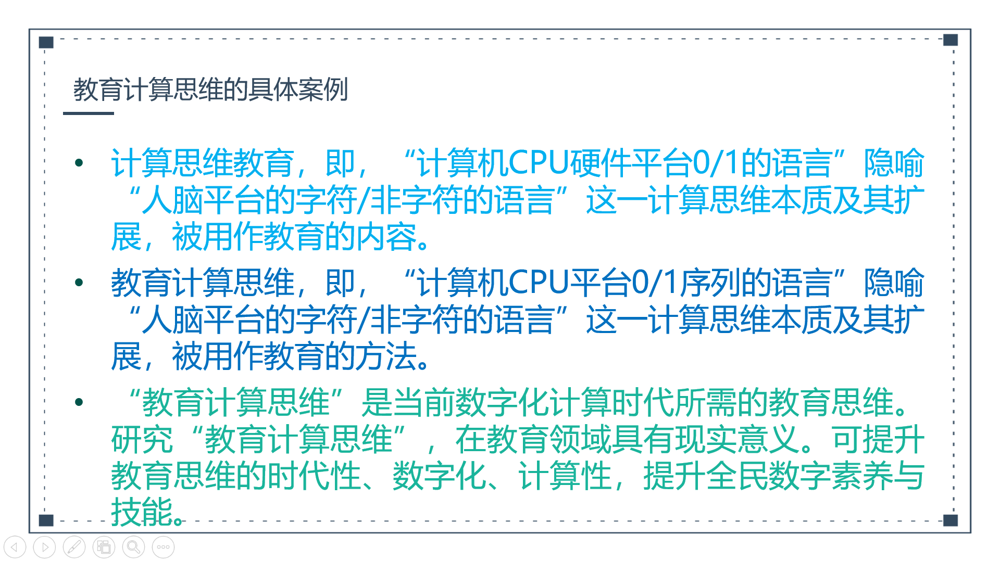 教育计算思维的具体案例
• 计算思维教育，即，“计算机CPU硬件平台0/1的语言”隐喻
“人脑平台的字符/非字符的语言”这一计算思维本质及其扩
展，被用作教育的内容。
• 教育计算思维，即，“计算机CPU平台0/1序列的语言”隐喻
“人脑平台的字符/非字符的语言”这一计算思维本质及其扩
展，被用作教育的方法。
• “教育计算思维”是当前数字化计算时代所需的教育思维。
研究“教育计算思维”，在教育领域具有现实意义。可提升
教育思维的时代性、数字化、计算性，提升全民数字素养与
技能。